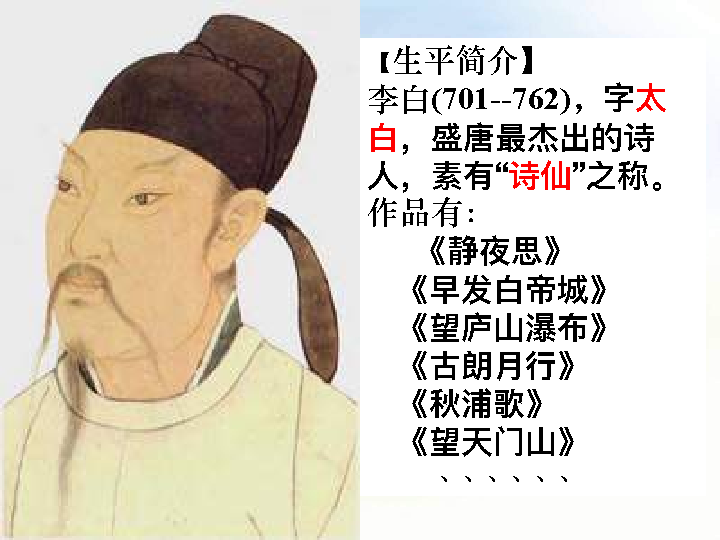 【生平简介】
李白(701--762)，字太
白，盛唐最杰出的诗
人，素有“诗仙”之称。
作品有：
《静夜思》
《早发白帝城》
《望庐山瀑布》
《古朗月行》
《秋浦歌》
《望天门山》
、、、、、、